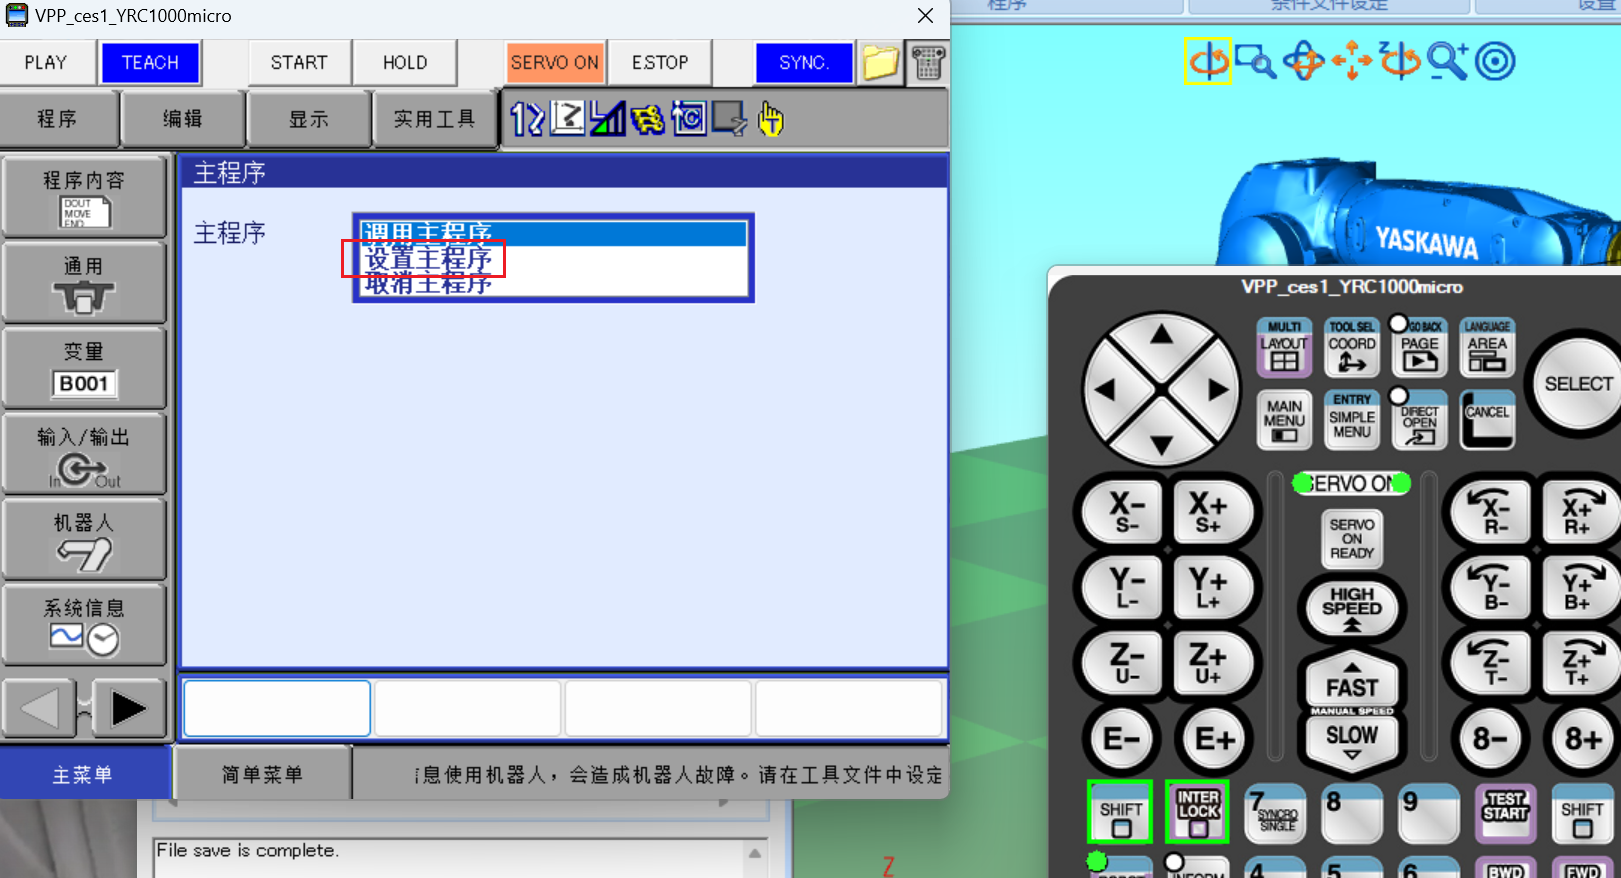 VPP_ces1_YRC1000micro
程序
条件文件设定
设置
PLAY TEACH START HOLD SERVO ON E.STOP SYNC.
程序 编辑 显示 实用工具
程序内容
DOUT
MOVE
END
通用
变量
B001
输入/输出
In Out
机器人
系统信息
主程序
主程序
调用主程序
设置主程序
取消主程序
主菜单 简单菜单 息使用机器人，会造成机器人故障。请在工具文件中设定
File save is complete.
Z
YASKAWA
VPP_ces1_YRC1000micro
MULTI
LAYOUT
TOOL SEL
COORD
GO BACK
PAGE
LANGUAGE
AREA
SELECT
MAIN
MENU
ENTRY
SIMPLE
MENU
DIRECT
OPEN
CANCEL
SERVO ON
X-
S-
X+
S+
SERVO
ON
READY
X-
R-
X+
R+
Y-
L-
Y+
L+
HIGH
SPEED
Y-
B-
Y+
B+
Z-
U-
Z+
U+
FAST
MANUAL SPEED
SLOW
Z-
T-
Z+
T+
E- E+ 8- 8+
SHIFT
INTER
LOCK
7
SYNCRO
SINGLE
8
9
TEST
START
SHIFT
ROBOT
INFORM
4
5
6
BWD
FWD